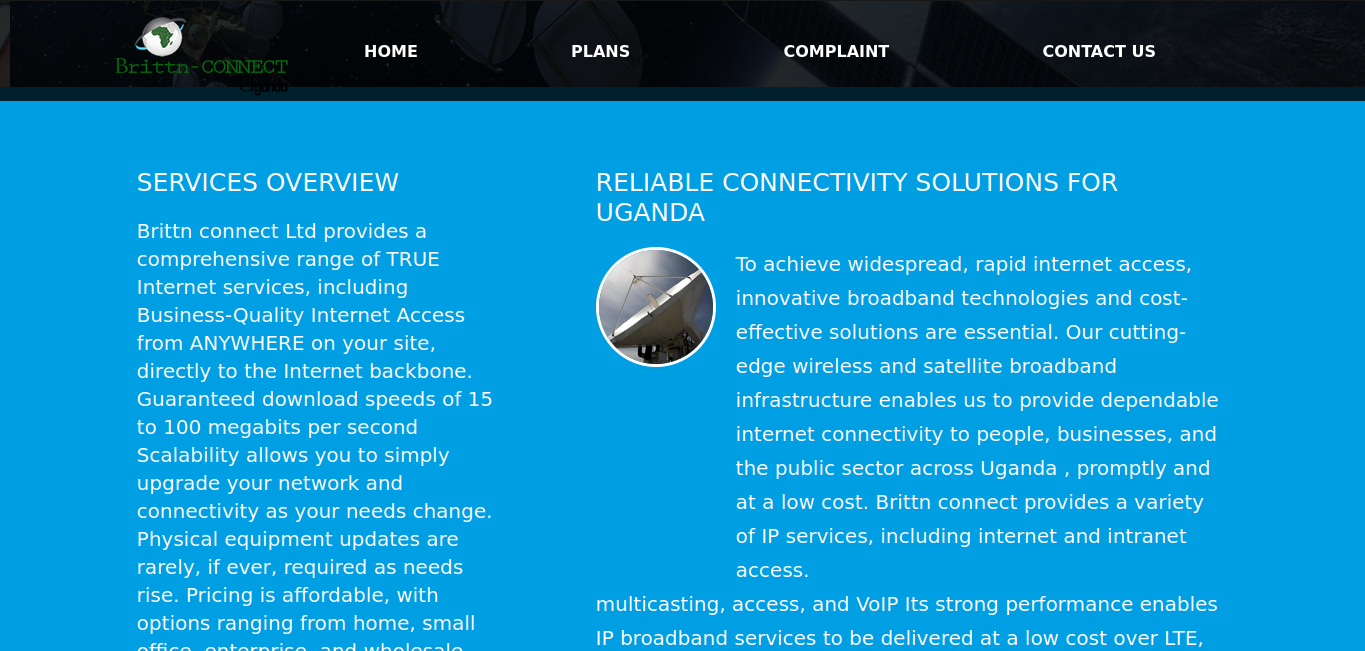 Brittn-CONNECT
Uganda
HOME
PLANS
COMPLAINT
CONTACT US
SERVICES OVERVIEW
Brittn connect Ltd provides a
comprehensive range of TRUE
Internet services, including
Business-Quality Internet Access
from ANYWHERE on your site,
directly to the Internet backbone.
Guaranteed download speeds of 15
to 100 megabits per second
Scalability allows you to simply
upgrade your network and
connectivity as your needs change.
Physical equipment updates are
rarely, if ever, required as needs
rise. Pricing is affordable, with
options ranging from home, small
office, enterprise, and wholesale
RELIABLE CONNECTIVITY SOLUTIONS FOR
UGANDA
To achieve widespread, rapid internet access,
innovative broadband technologies and cost-
effective solutions are essential. Our cutting-
edge wireless and satellite broadband
infrastructure enables us to provide dependable
internet connectivity to people, businesses, and
the public sector across Uganda , promptly and
at a low cost. Brittn connect provides a variety
of IP services, including internet and intranet
access.
multicasting, access, and VoIP Its strong performance enables
IP broadband services to be delivered at a low cost over LTE,